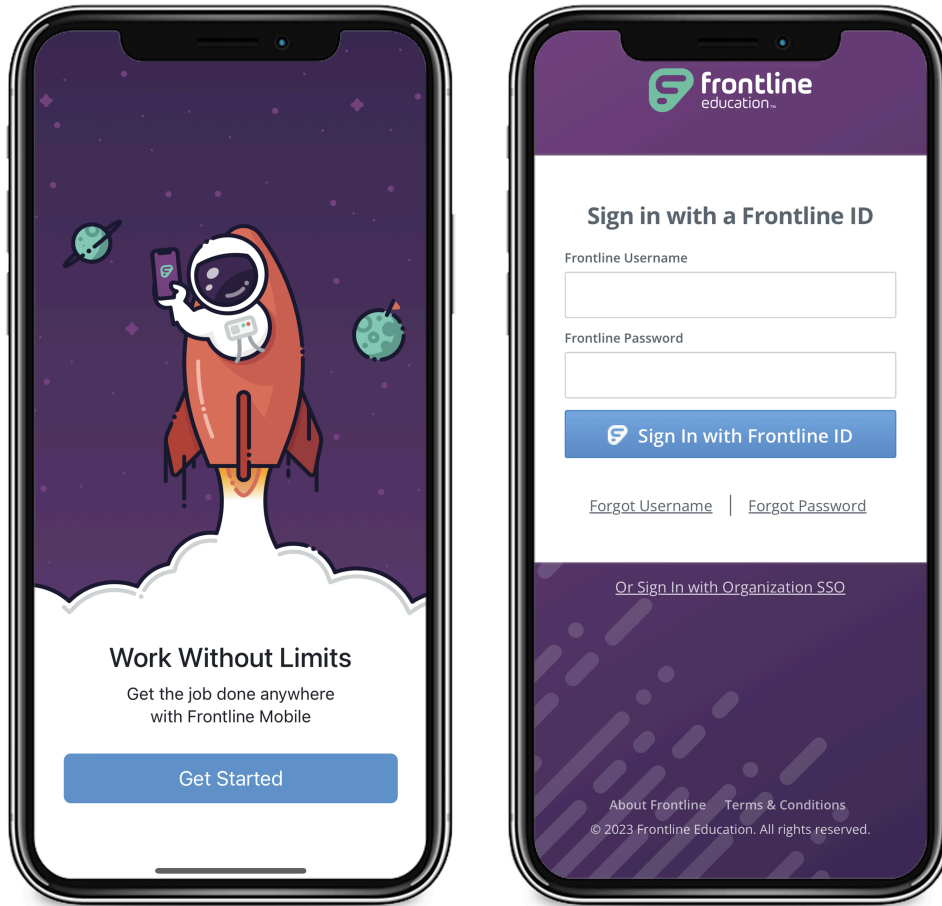 Work Without Limits
Get the job done anywhere
with Frontline Mobile
Get Started
frontline
education™
Sign in with a Frontline ID
Frontline Username
Frontline Password
Sign In with Frontline ID
Forgot Username | Forgot Password
Or Sign In with Organization SSO
About Frontline Terms & Conditions
© 2023 Frontline Education. All rights reserved.